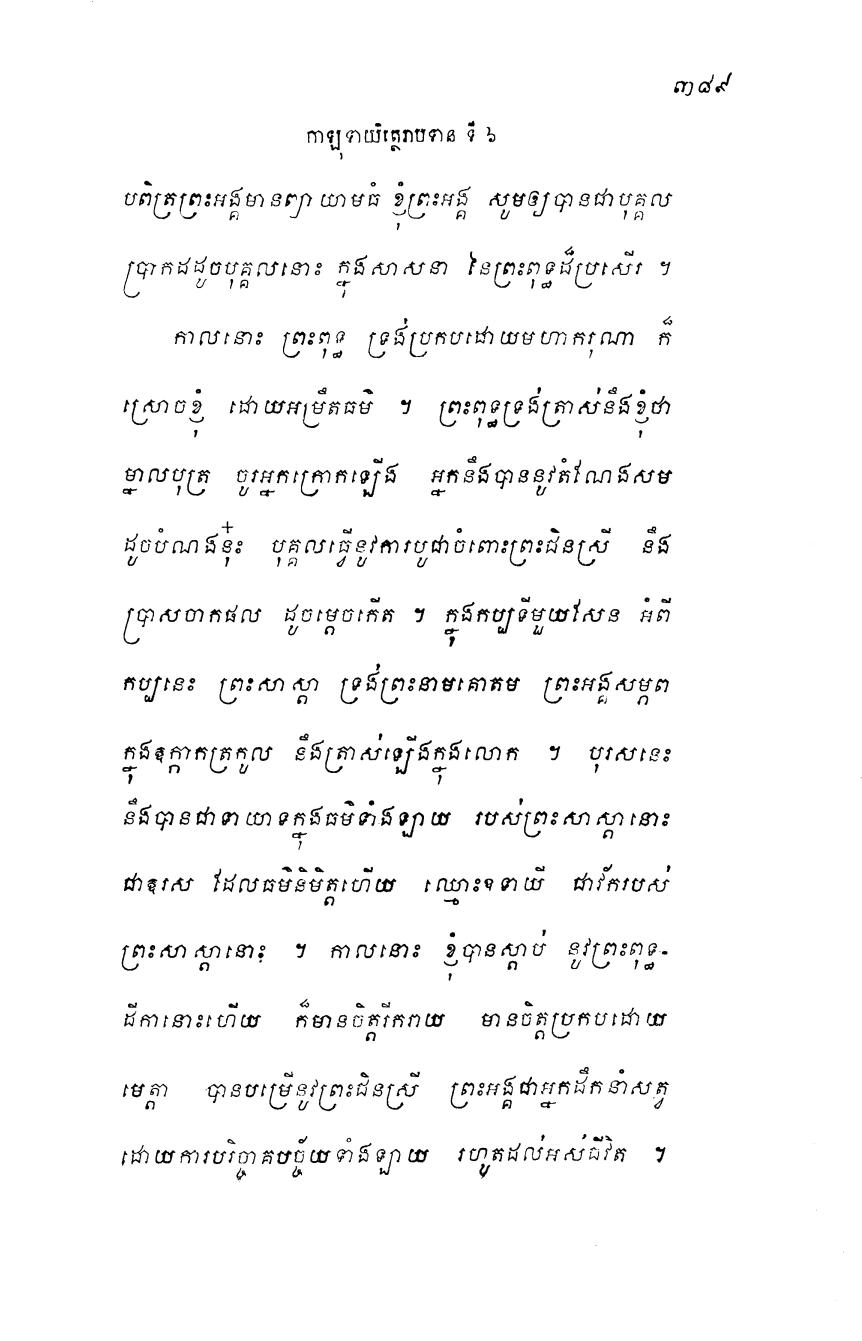 ៣៨៩
កាឡុទាយិត្ថេរាបទាន ទី ៦
បពិត្រព្រះអង្គមានព្យាយាមធំ ខ្ញុំព្រះអង្គ សូមឲ្យបានជាបុគ្គល
ប្រាកដដូចបុគ្គលនោះ ក្នុងសាសនា នៃព្រះពុទ្ធដ៏ប្រសើរ ។
កាលនោះ ព្រះពុទ្ធ ទ្រង់ប្រកបដោយមហាករុណា ក៏
ស្រោចខ្ញុំ ដោយអម្រឹតធម៌ ។ ព្រះពុទ្ធទ្រង់ត្រាស់នឹងខ្ញុំថា
ម្នាលបុត្រ ចូរអ្នកក្រោកឡើង អ្នកនឹងបាននូវតំណែងសម
ដូចបំណងនុ៎ះ បុគ្គលធ្វើនូវការបូជាចំពោះព្រះជិនស្រី នឹង
ប្រាសចាកផល ដូចម្ដេចកើត ។ ក្នុងកប្បទីមួយសែន អំពី
កប្បនេះ ព្រះសាស្ដា ទ្រង់ព្រះនាមគោតម ព្រះអង្គសម្ភព
ក្នុងឧក្កាកត្រកូល នឹងត្រាស់ឡើងក្នុងលោក ។ បុរសនេះ
នឹងបានជាទាយាទក្នុងធម៌ទាំងឡាយ របស់ព្រះសាស្ដានោះ
ជាឱរស ដែលធម៌និមិត្តហើយ ឈ្មោះឧទាយី ជាវ័ករបស់
ព្រះសាស្ដានោះ ។ កាលនោះ ខ្ញុំបានស្ដាប់ នូវព្រះពុទ្ធ-
ដីកានោះហើយ ក៏មានចិត្តរីករាយ មានចិត្តប្រកបដោយ
មេត្តា បានបម្រើនូវព្រះជិនស្រី ព្រះអង្គជាអ្នកដឹកនាំសត្វ
ដោយការបរិច្ចាគបច្ច័យទាំងឡាយ រហូតដល់អស់ជីវិត ។